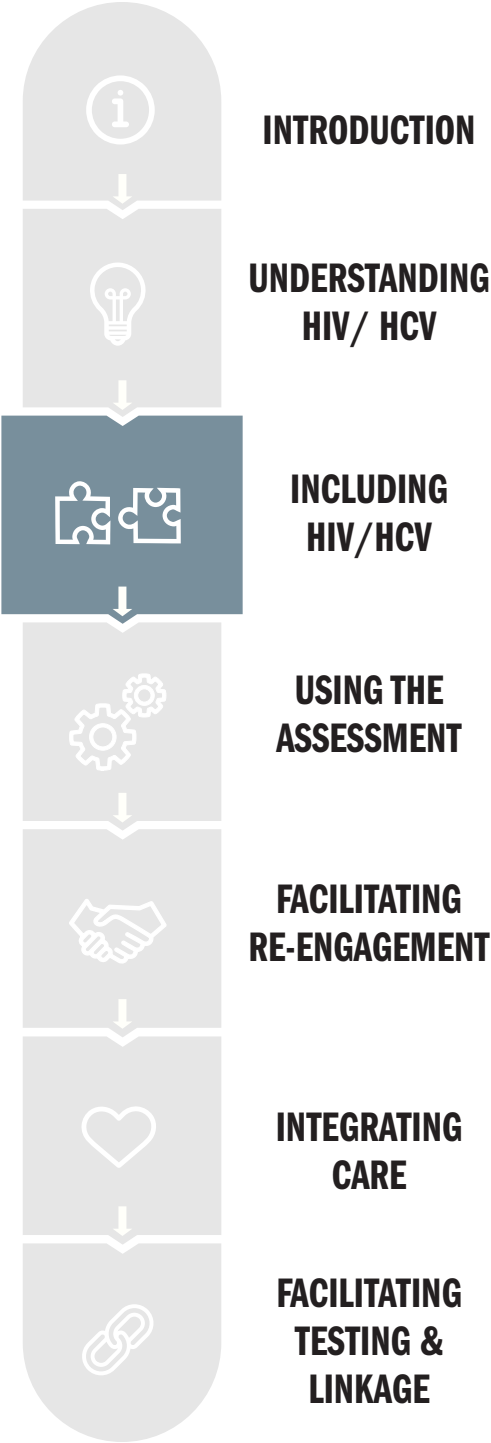 INTRODUCTION
UNDERSTANDING
HIV/ HCV
INCLUDING
HIV/HCV
USING THE
ASSESSMENT
FACILITATING
RE-ENGAGEMENT
INTEGRATING
CARE
FACILITATING
TESTING &
LINKAGE